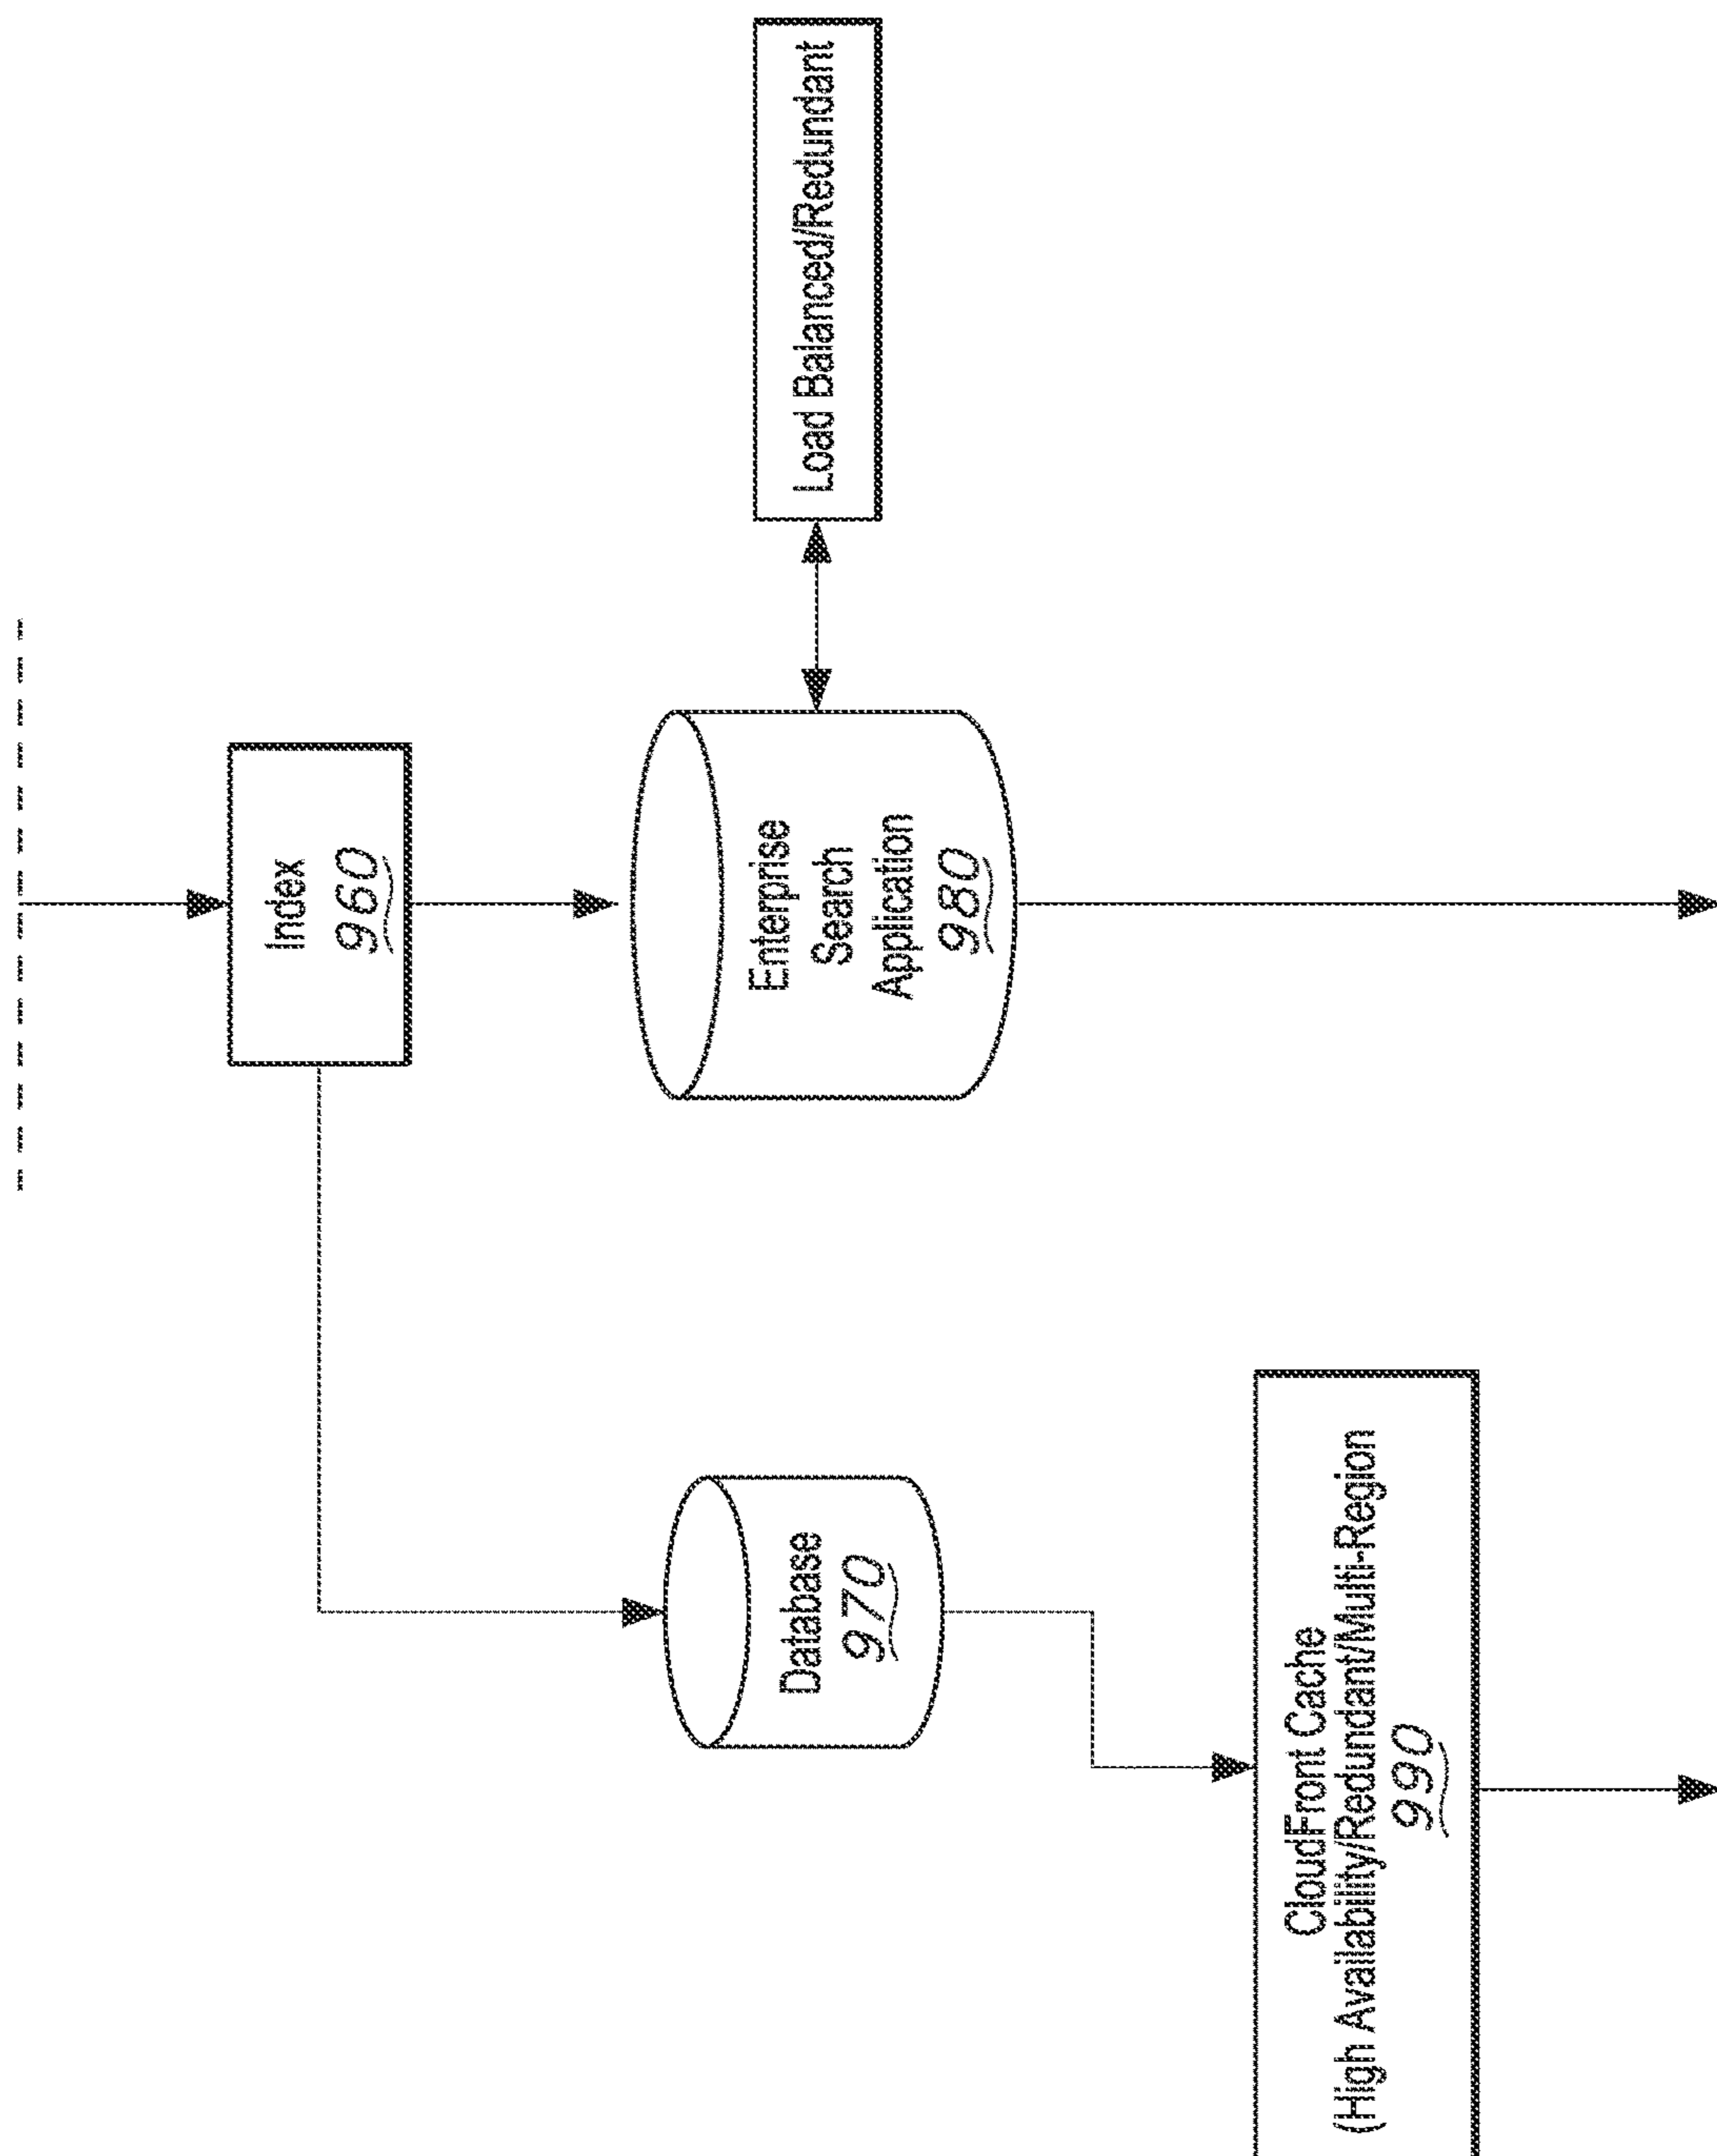 Index
960
Load Balanced/Redundant
Enterprise
Search
Application
980
Database
970
CloudFront Cache
(High Availability/Redundant/Multi-Region
990